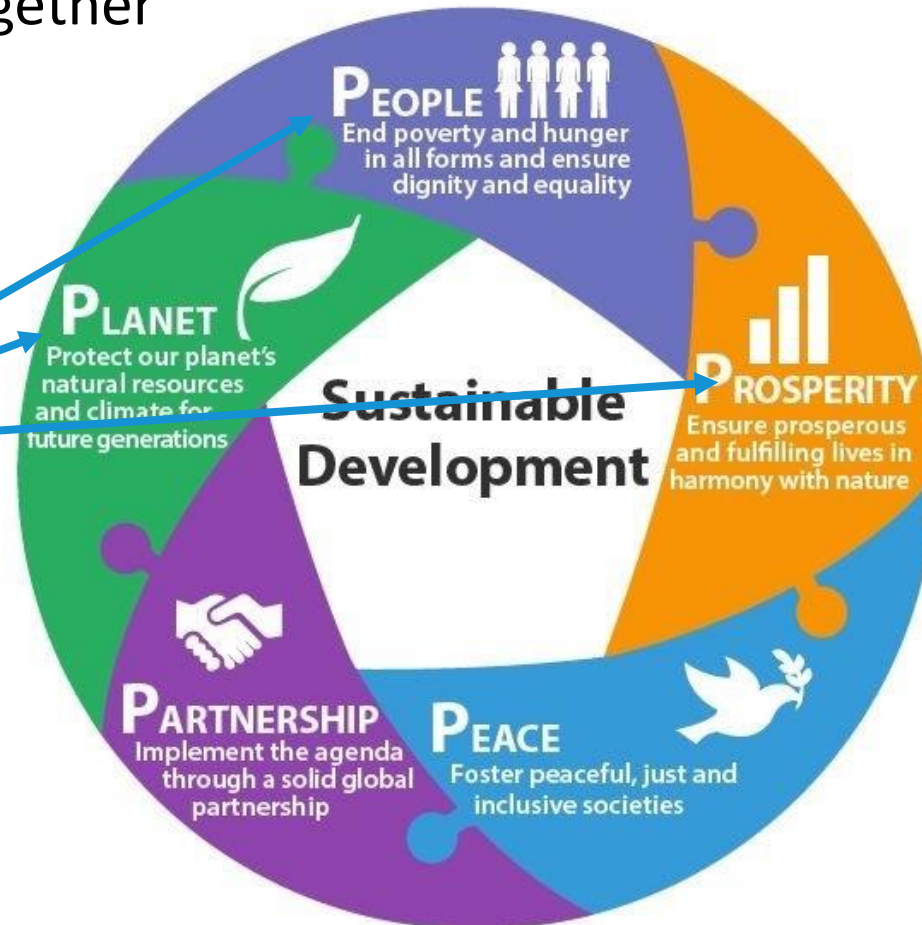 gether
PEOPLE
End poverty and hunger
in all forms and ensure
dignity and equality
PLANET
Protect our planet's
natural resources
and climate for
future generations
Sustainable
Development
PROSPERITY
Ensure prosperous
and fulfilling lives in
harmony with nature
PARTNERSHIP
Implement the agenda
through a solid global
partnership
PEACE
Foster peaceful, just and
inclusive societies